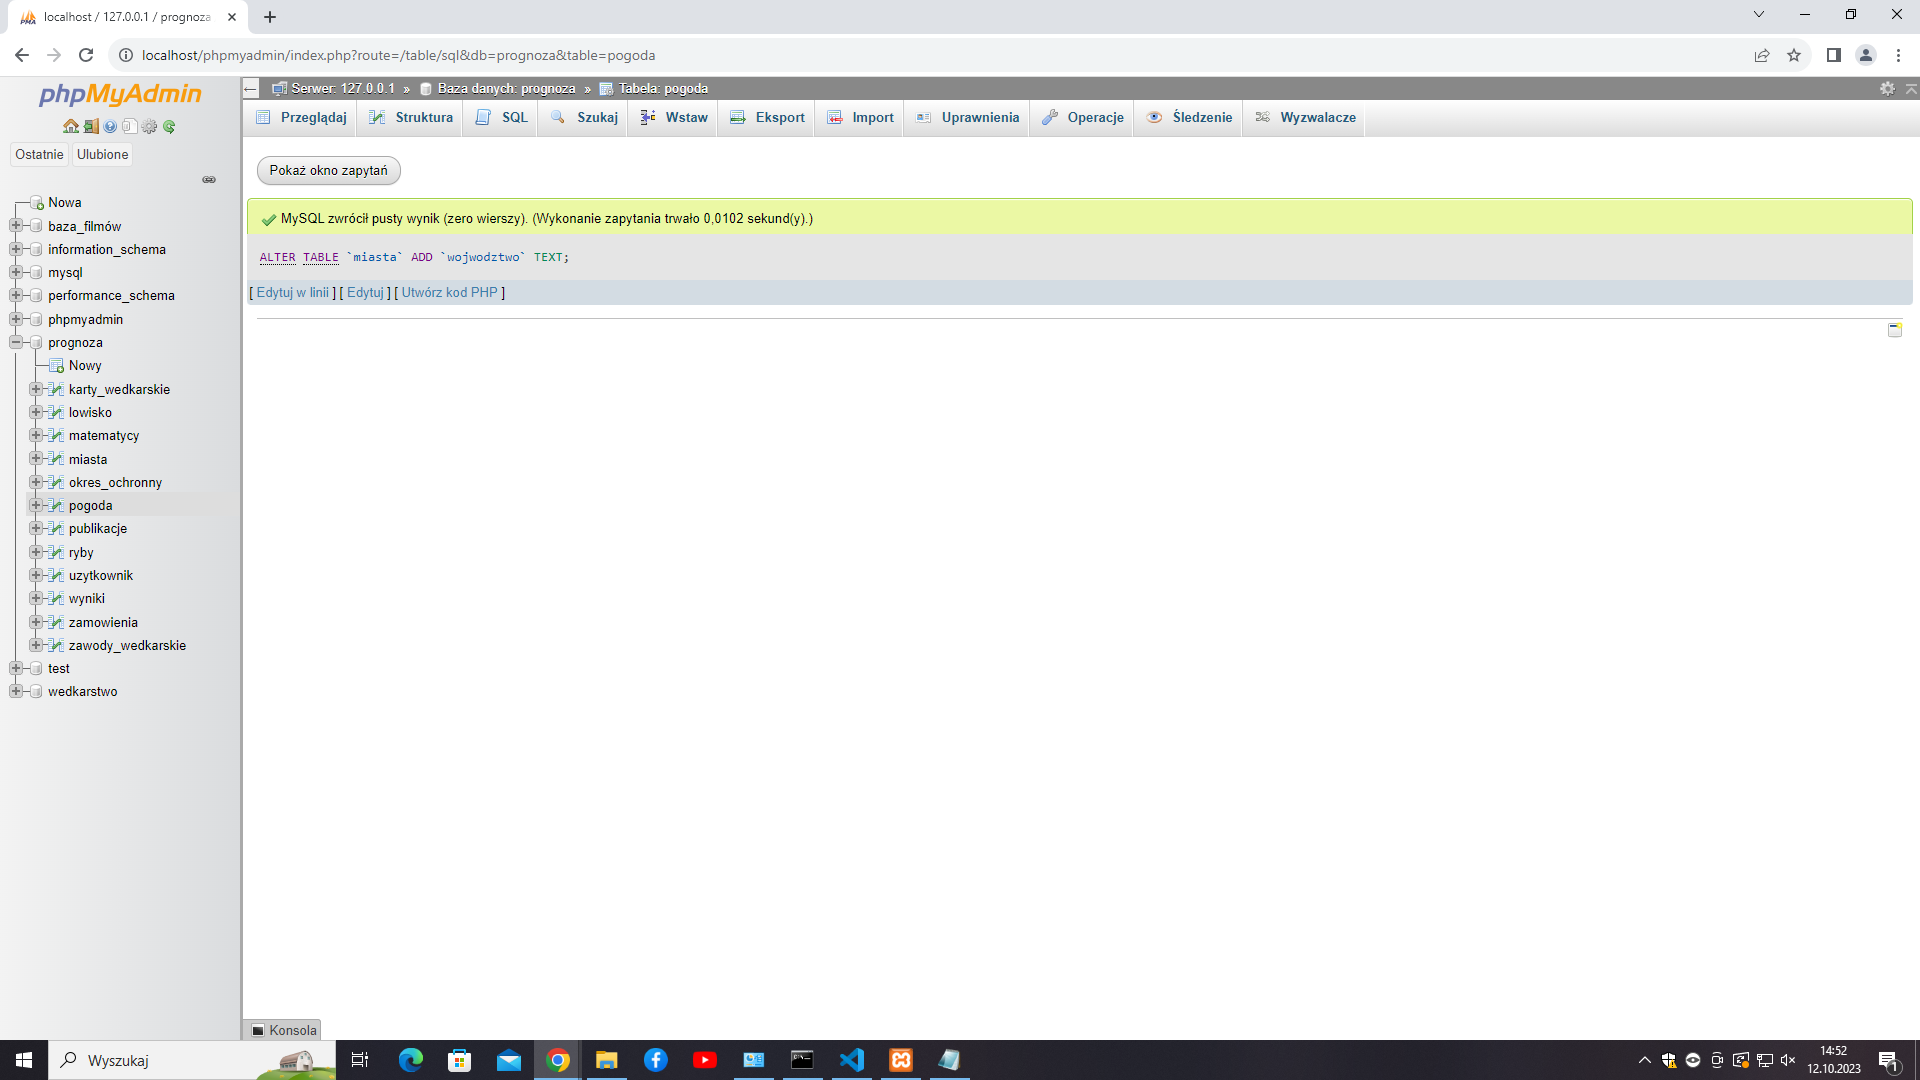 localhost / 127.0.0.1 / prognoza
localhost/phpmyadmin/index.php?route=/table/sql&db=prognoza&table=pogoda
phpMyAdmin
Ostatnie Ulubione
Nowa
baza_filmów
information_schema
mysql
performance_schema
phpmyadmin
prognoza
Nowy
karty_wedkarskie
lowisko
matematycy
miasta
okres_ochronny
pogoda
publikacje
ryby
uzytkownik
wyniki
zamowienia
zawody_wedkarskie
test
wedkarstwo
Serwer: 127.0.0.1 » Baza danych: prognoza » Tabela: pogoda
Przeglądaj Struktura SQL Szukaj Wstaw Eksport Import Uprawnienia Operacje Śledzenie Wyzwalacze
Pokaż okno zapytań
MySQL zwrócił pusty wynik (zero wierszy). (Wykonanie zapytania trwało 0,0102 sekund(y).)
ALTER TABLE `miasta` ADD `wojwodztwo` TEXT;
[ Edytuj w linii ] [ Edytuj ] [ Utwórz kod PHP ]
Konsola
Wyszukaj
14:52
12.10.2023
1